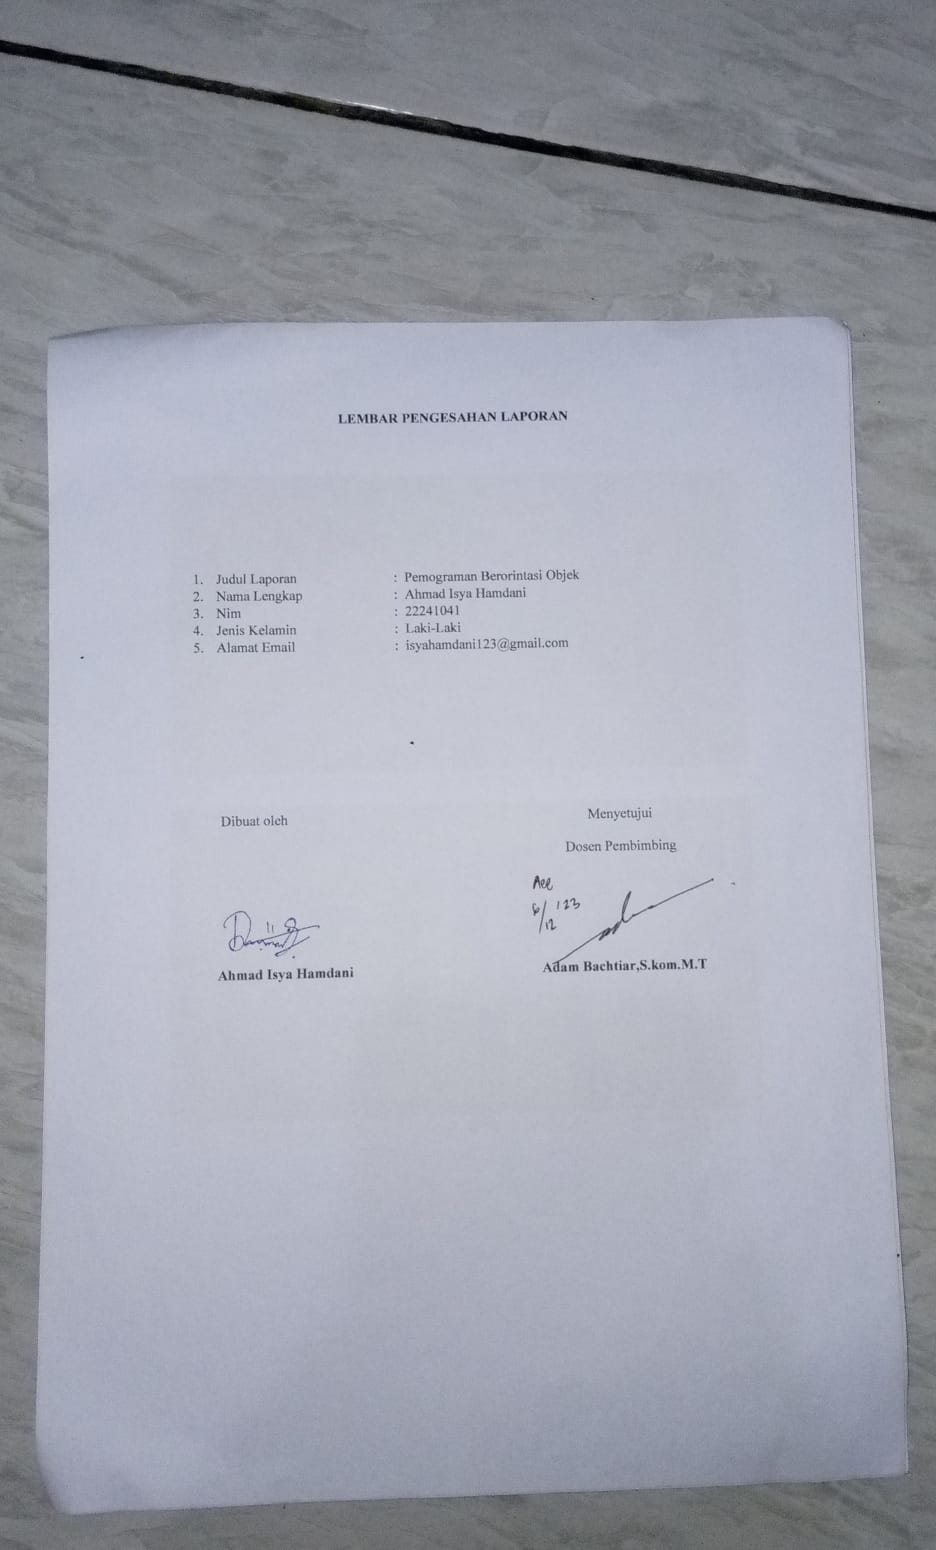 LEMBAR PENGESAHAN LAPORAN
1. Judul Laporan : Pemograman Berorintasi Objek
2. Nama Lengkap : Ahmad Isya Hamdani
3. Nim : 22241041
4. Jenis Kelamin : Laki-Laki
5. Alamat Email : isyahamdani123@gmail.com
Dibuat oleh
Menyetujui
Dosen Pembimbing
Acc
/12 '23
Ahmad Isya Hamdani
Adam Bachtiar,S.kom.M.T